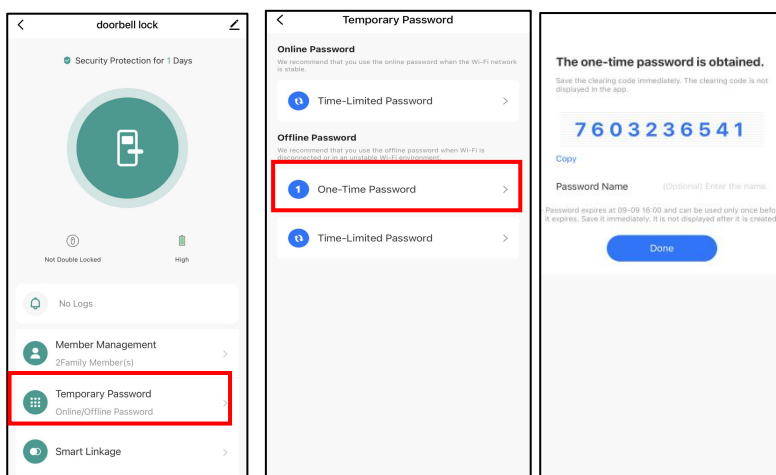 doorbell lock
Security Protection for 1 Days
Not Double Locked
High
No Logs
Member Management
2Family Member(s)
Temporary Password
Online/Offline Password
Smart Linkage
Temporary Password
Online Password
We recommend that you use the online password when the Wi-Fi network
is stable.
Time-Limited Password
Offline Password
We recommend that you use the offline password when Wi-Fi is
disconnected or in an unstable Wi-Fi environment.
1 One-Time Password
Time-Limited Password
The one-time password is obtained.
Save the clearing code immediately. The clearing code is not
displayed in the app.
7603236541
Copy
Password Name (Optional) Enter the name.
Password expires at 09-09 16:00 and can be used only once befo
it expires. Save it immediately. It is not displayed after it is created
Done